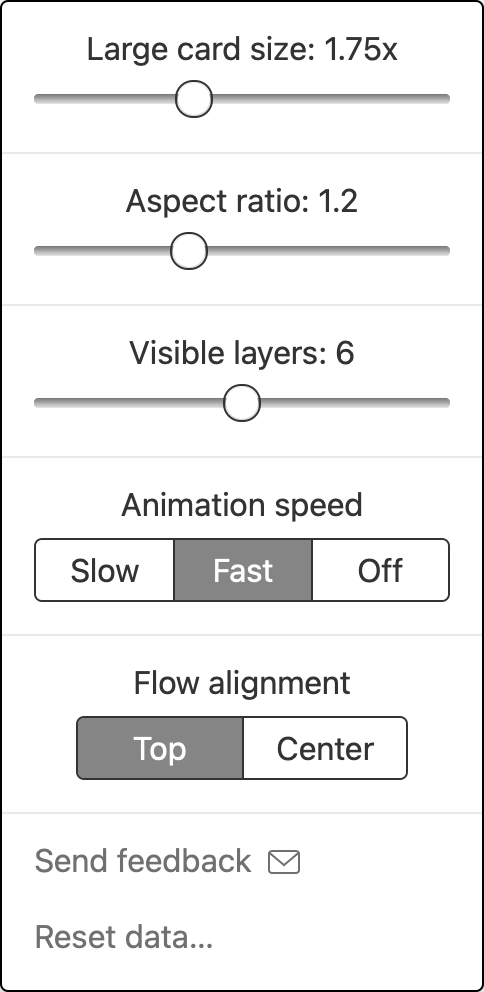 Large card size: 1.75x
Aspect ratio: 1.2
Visible layers: 6
Animation speed
Slow Fast Off
Flow alignment
Top Center
Send feedback
Reset data...